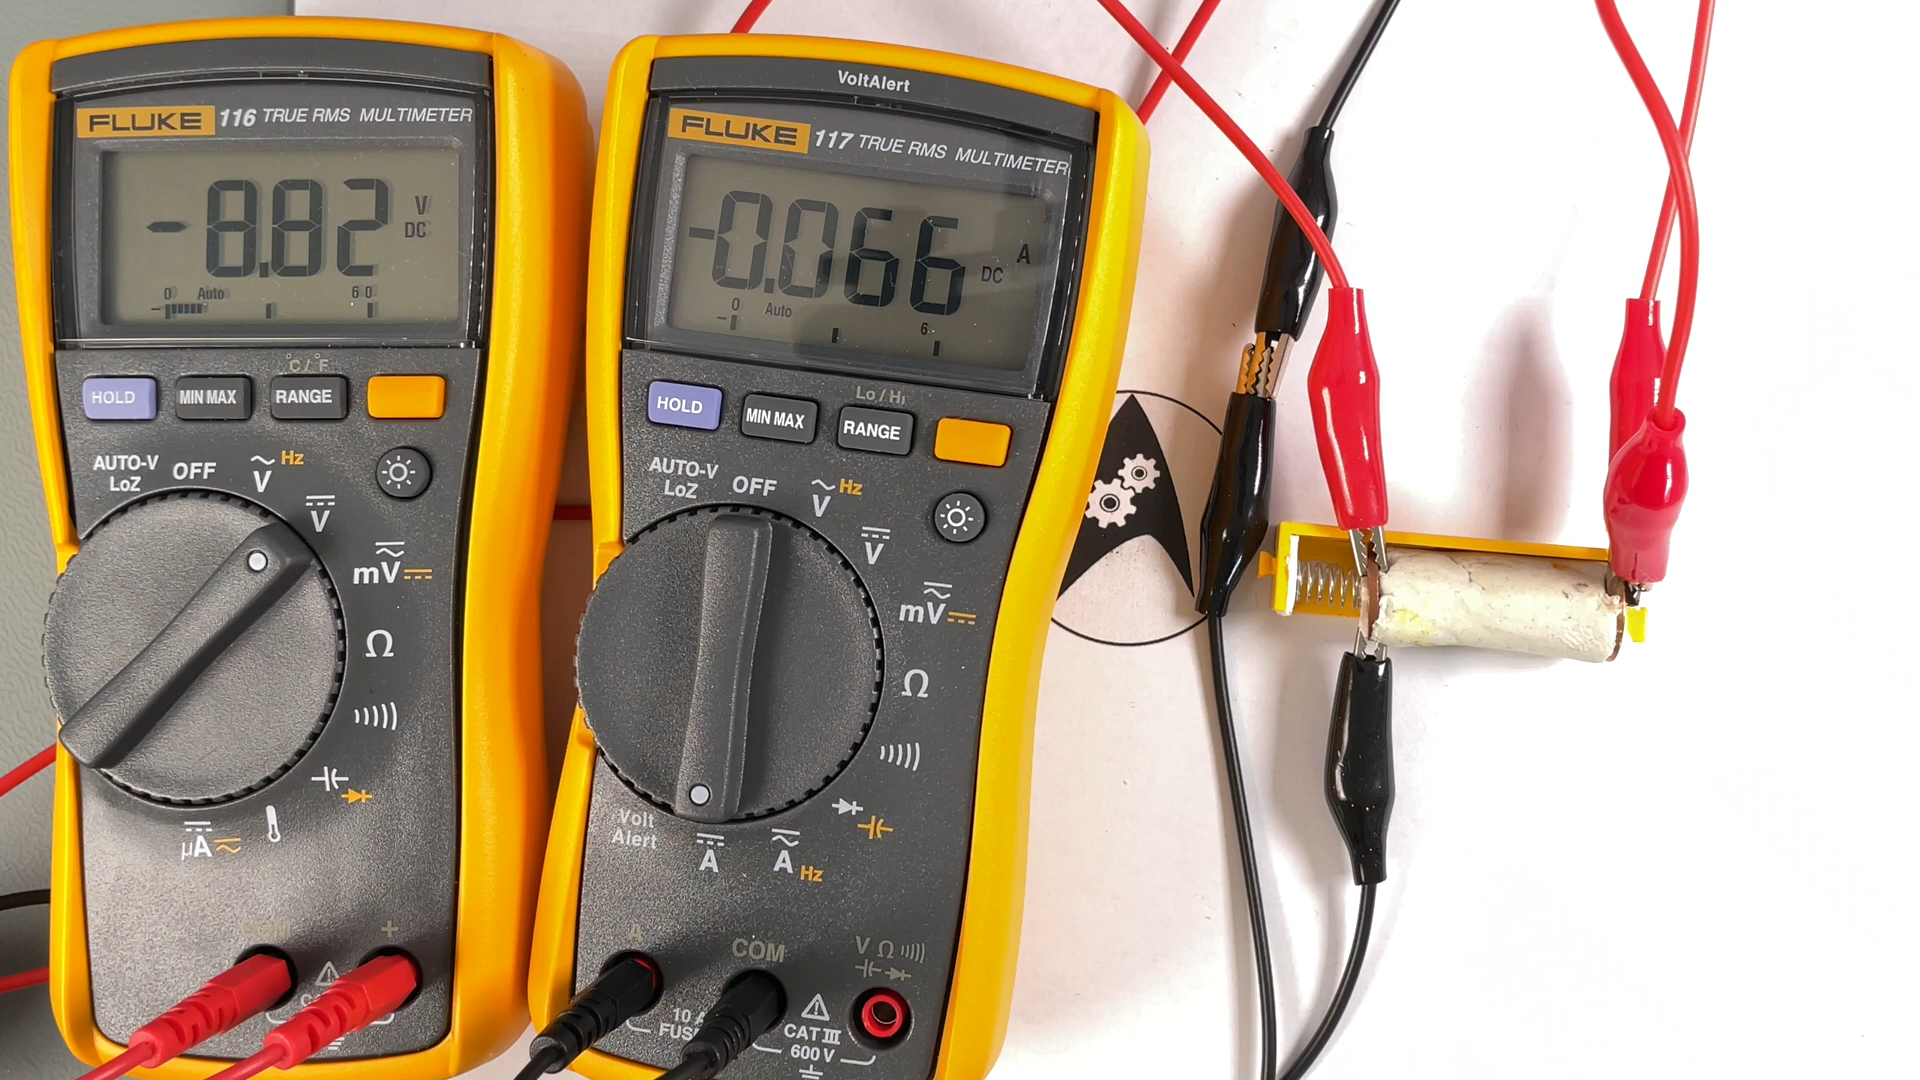 FLUKE 116 TRUE RMS MULTIMETER
-8.82 V DC
0 Auto 60
°C/°F
HOLD MIN MAX RANGE
AUTO-V LoZ
OFF
V Hz
V
mV
Ω
µA
+
VoltAlert
FLUKE 117 TRUE RMS MULTIMETER
-0.066 A DC
0 Auto 6
Lo/Hi
HOLD MIN MAX RANGE
AUTO-V LoZ
OFF
V Hz
V
mV
Ω
Volt Alert
A
A Hz
A
COM
V Ω
10 A
CAT III
600 V